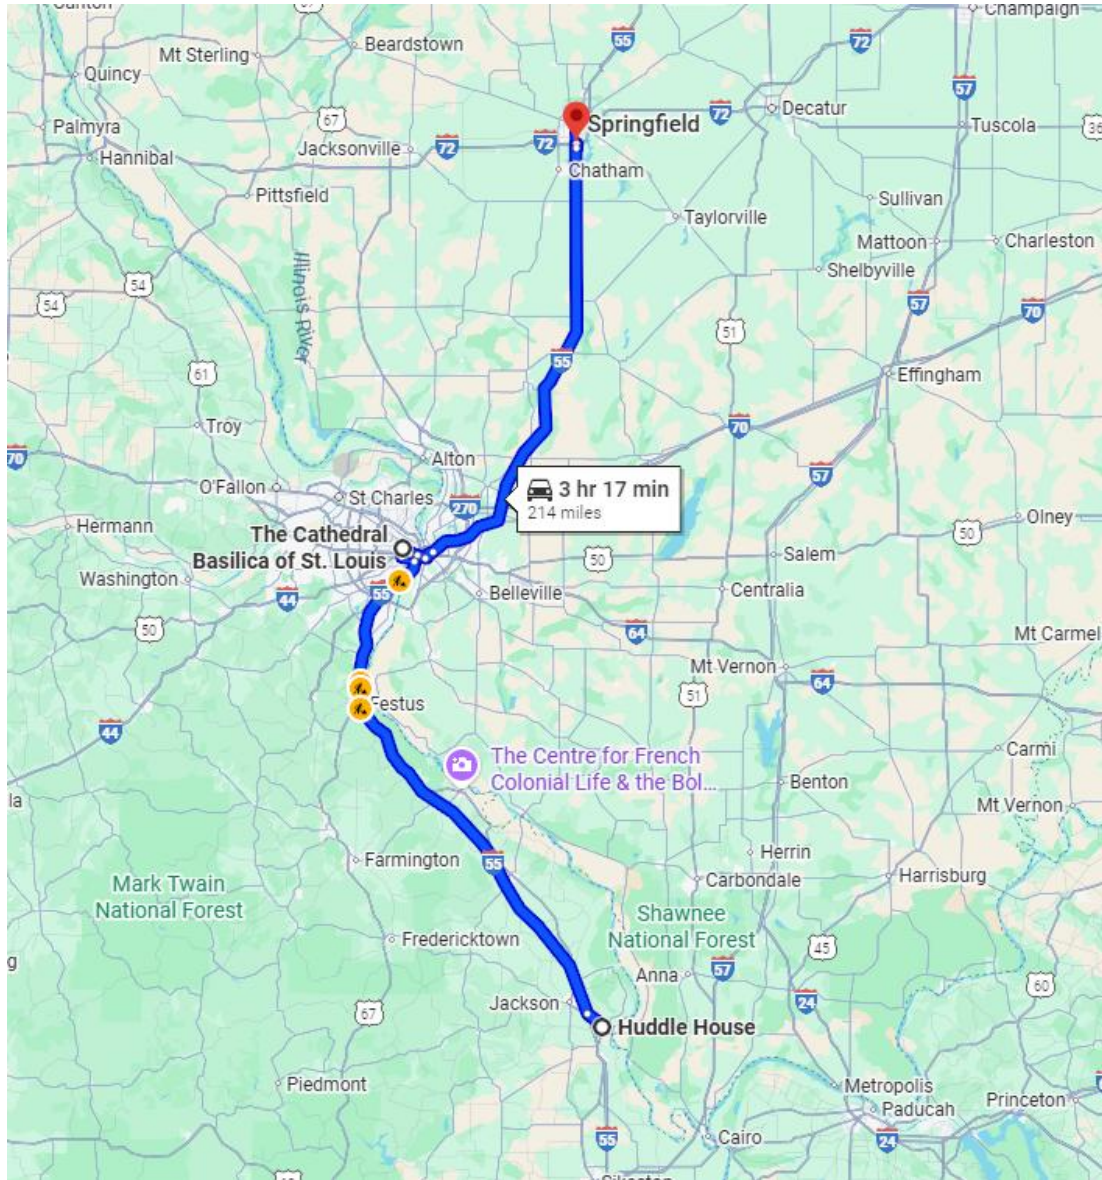 Canton
Champaign
Beardstown
55
72
Mt Sterling
57
Quincy
Springfield
72
Decatur
67
Palmyra
Tuscola
36
Jacksonville
72
72
Hannibal
Chatham
Pittsfield
Sullivan
Taylorville
Mattoon
Charleston
Illinois River
Shelbyville
54
54
57
70
51
55
61
Effingham
Troy
70
70
Alton
O'Fallon
St Charles
57
3 hr 17 min
214 miles
270
Hermann
Olney
The Cathedral
Basilica of St. Louis
50
50
Salem
Washington
55
Belleville
Centralia
44
50
64
Mt Carmel
Mt Vernon
64
51
Festus
44
The Centre for French
Colonial Life & the Bol...
Carmi
Benton
la
Mt Vernon
Farmington
55
Herrin
Carbondale
Harrisburg
Mark Twain
National Forest
Shawnee
National Forest
Fredericktown
45
g
Anna
57
60
24
Jackson
67
Huddle House
Piedmont
Metropolis
Princeton
Paducah
55
Cairo
24
Sikeston